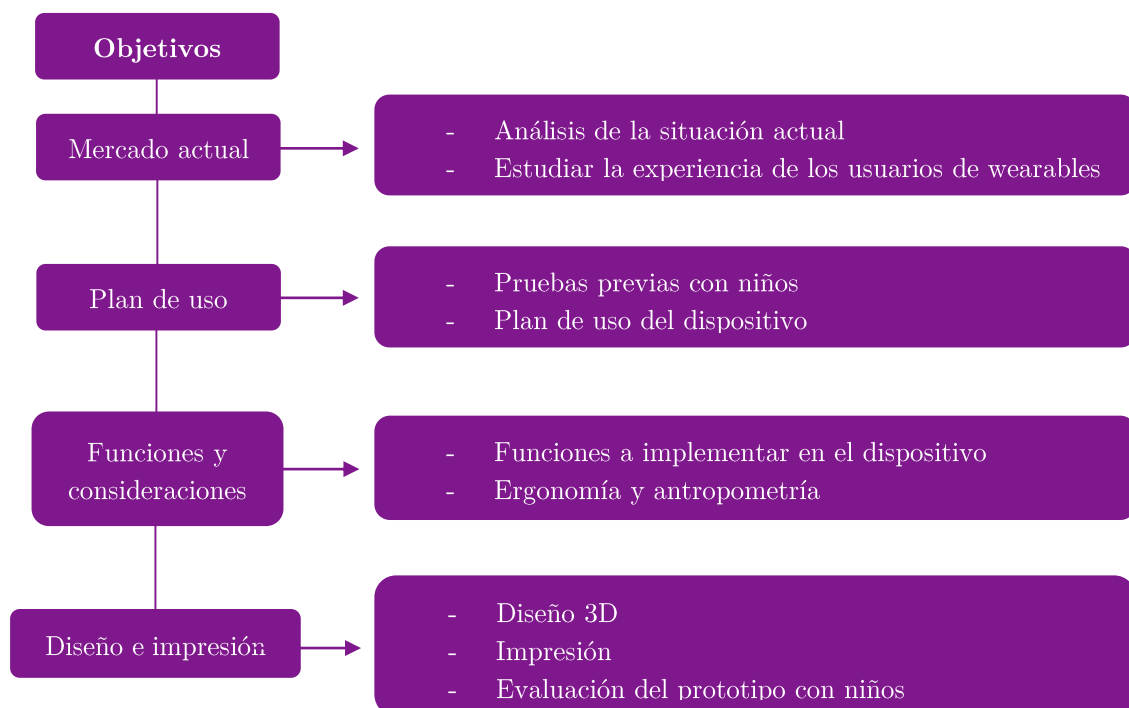 Objetivos
Mercado actual
- Análisis de la situación actual
- Estudiar la experiencia de los usuarios de wearables
Plan de uso
- Pruebas previas con niños
- Plan de uso del dispositivo
Funciones y
consideraciones
- Funciones a implementar en el dispositivo
- Ergonomía y antropometría
Diseño e impresión
- Diseño 3D
- Impresión
- Evaluación del prototipo con niños